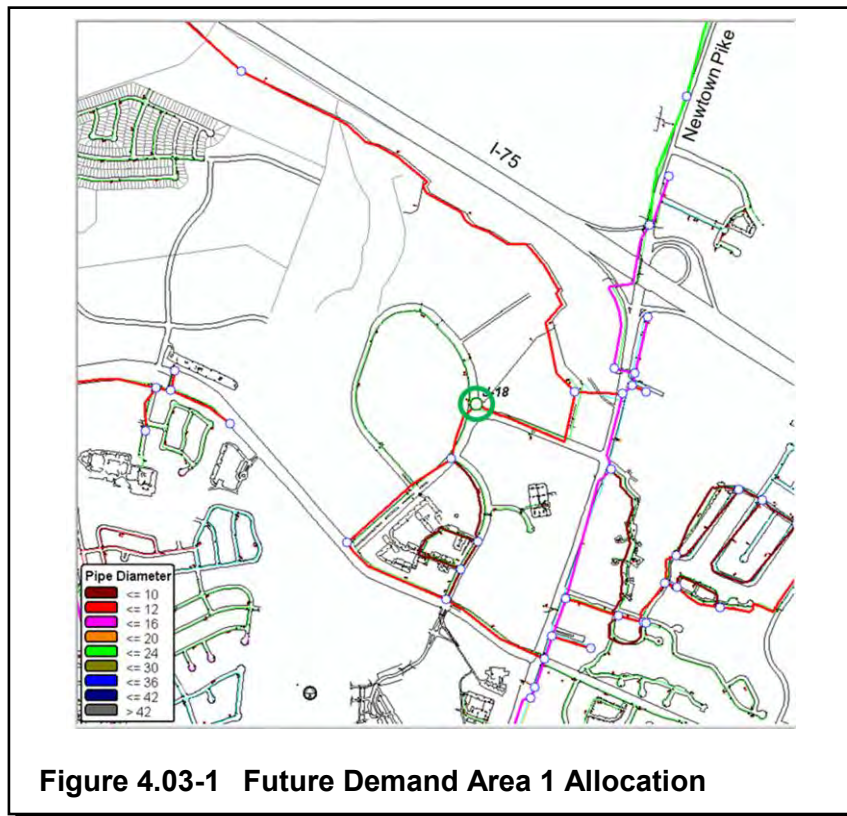 Newtown Pike
I-75
J-18
Pipe Diameter
<= 10
<= 12
<= 16
<= 20
<= 24
<= 30
<= 36
<= 42
> 42
Figure 4.03-1 Future Demand Area 1 Allocation